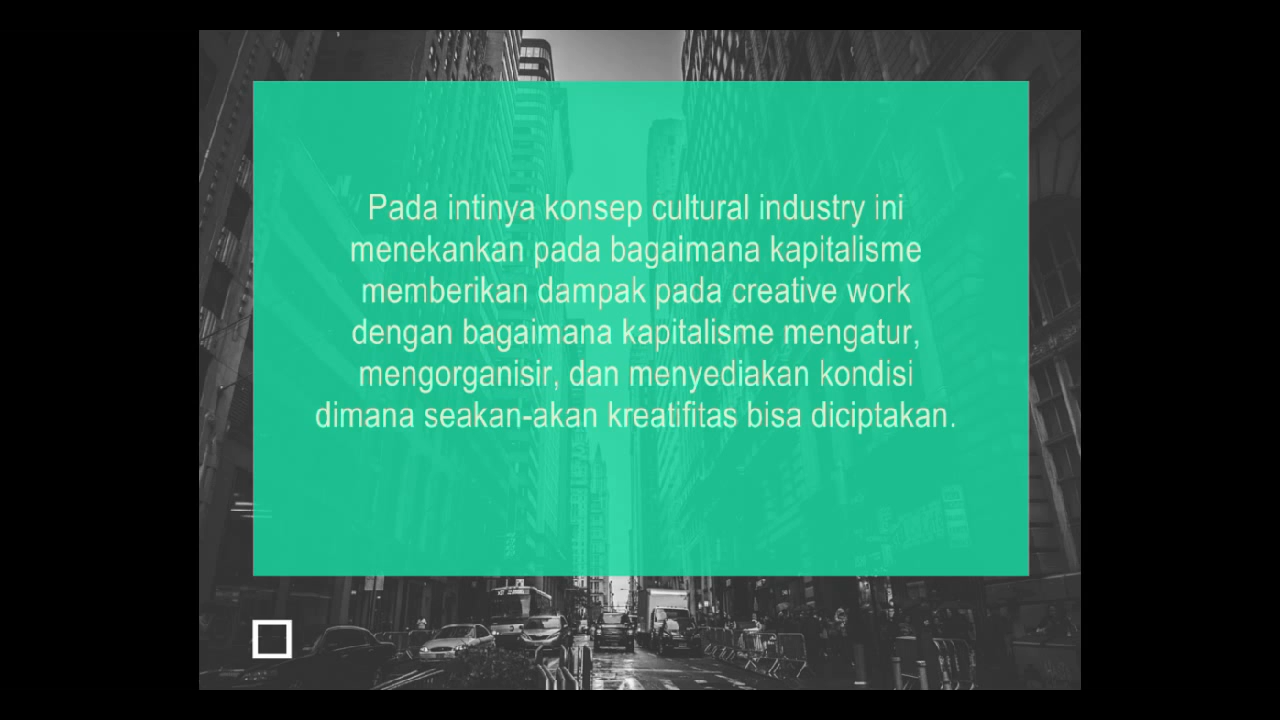 Pada intinya konsep cultural industry ini
menekankan pada bagaimana kapitalisme
memberikan dampak pada creative work
dengan bagaimana kapitalisme mengatur,
mengorganisir, dan menyediakan kondisi
dimana seakan-akan kreatifitas bisa diciptakan.